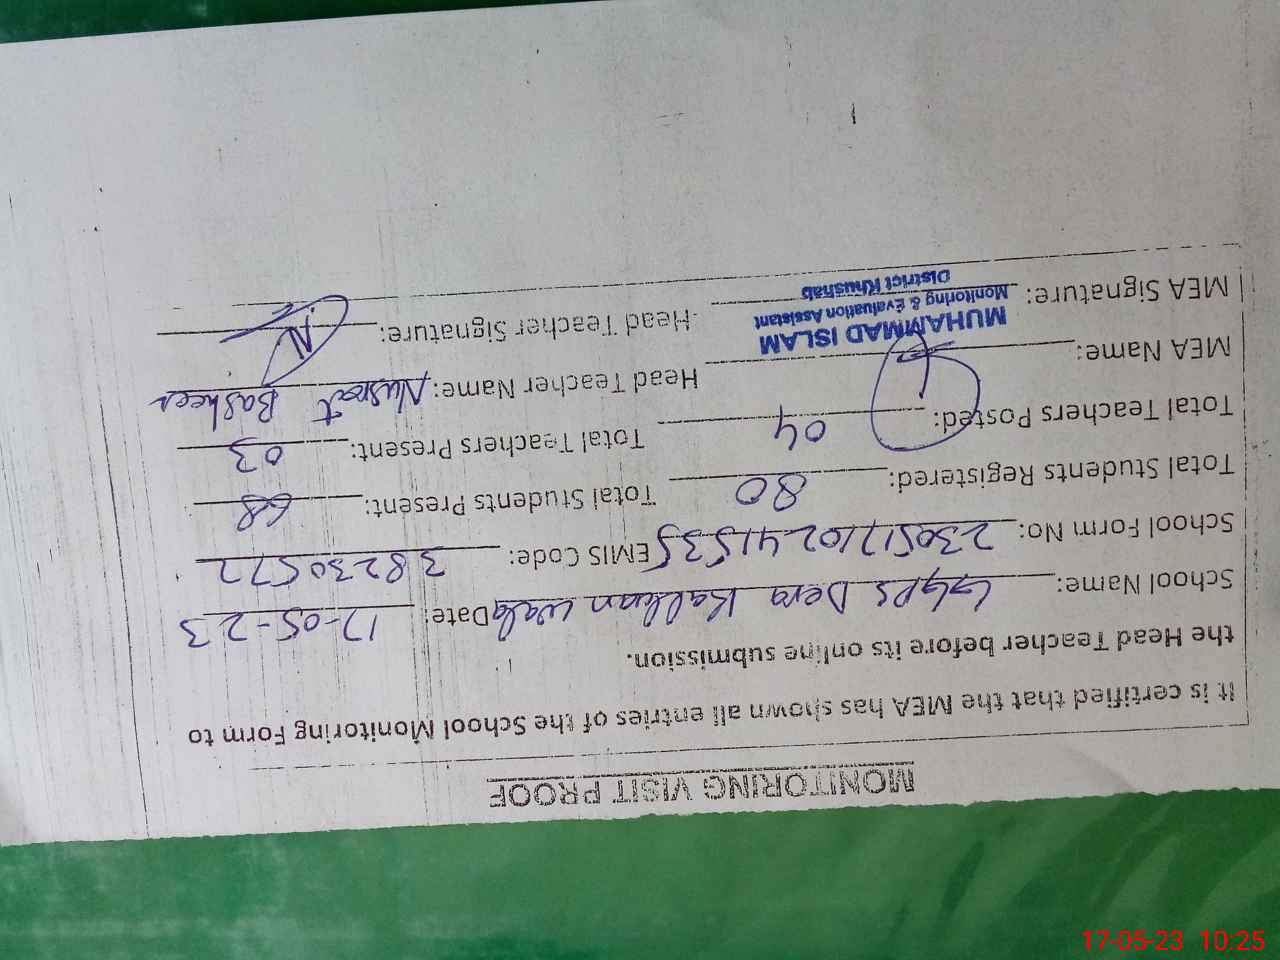 MONITORING VISIT PROOF
It is certified that the MEA has shown all entries of the School Monitoring Form to
the Head Teacher before its online submission.
School Name: GGPS Dera Kallran wala Date: 17-05-23
School Form No: 2305171024153 5 EMIS Code: 38230572
Total Students Registered: 80 Total Students Present: 68
Total Teachers Posted: 04 Total Teachers Present: 03
MEA Name: Head Teacher Name: Nusrat Basheer
MUHAMMAD ISLAM
Monitoring & Evaluation Assistant
District Khushab
MEA Signature: Head Teacher Signature:
17-05-23 10:25